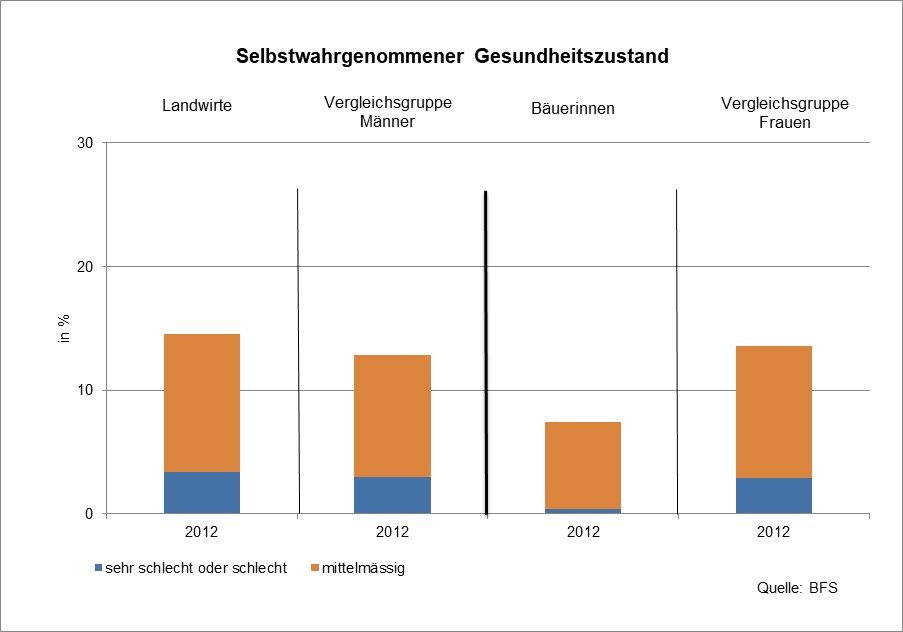 Selbstwahrgenommener Gesundheitszustand
Landwirte
Vergleichsgruppe
Männer
Bäuerinnen
Vergleichsgruppe
Frauen
30
20
10
0
in %
2012
2012
2012
2012
sehr schlecht oder schlecht
mittelmässig
Quelle: BFS